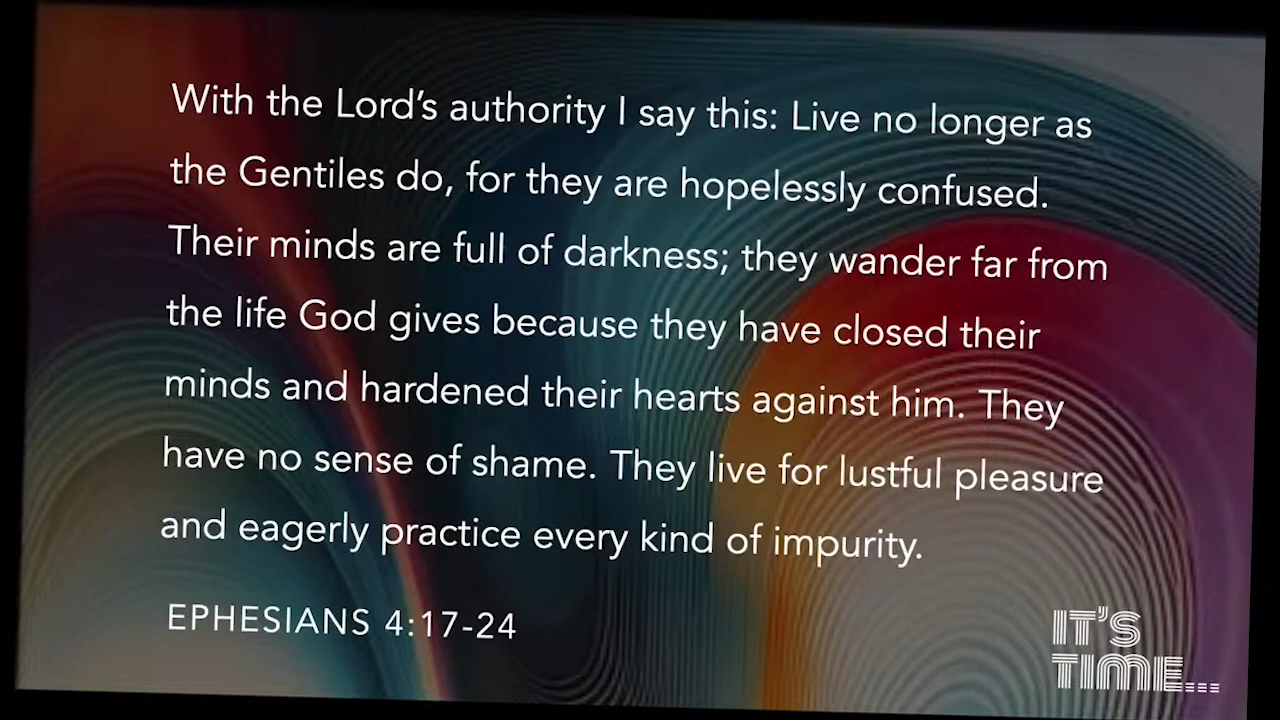 With the Lord's authority I say this: Live no longer as
the Gentiles do, for they are hopelessly confused.
Their minds are full of darkness; they wander far from
the life God gives because they have closed their
minds and hardened their hearts against him. They
have no sense of shame. They live for lustful pleasure
and eagerly practice every kind of impurity.
EPHESIANS 4:17-24
IT'S
TIME...